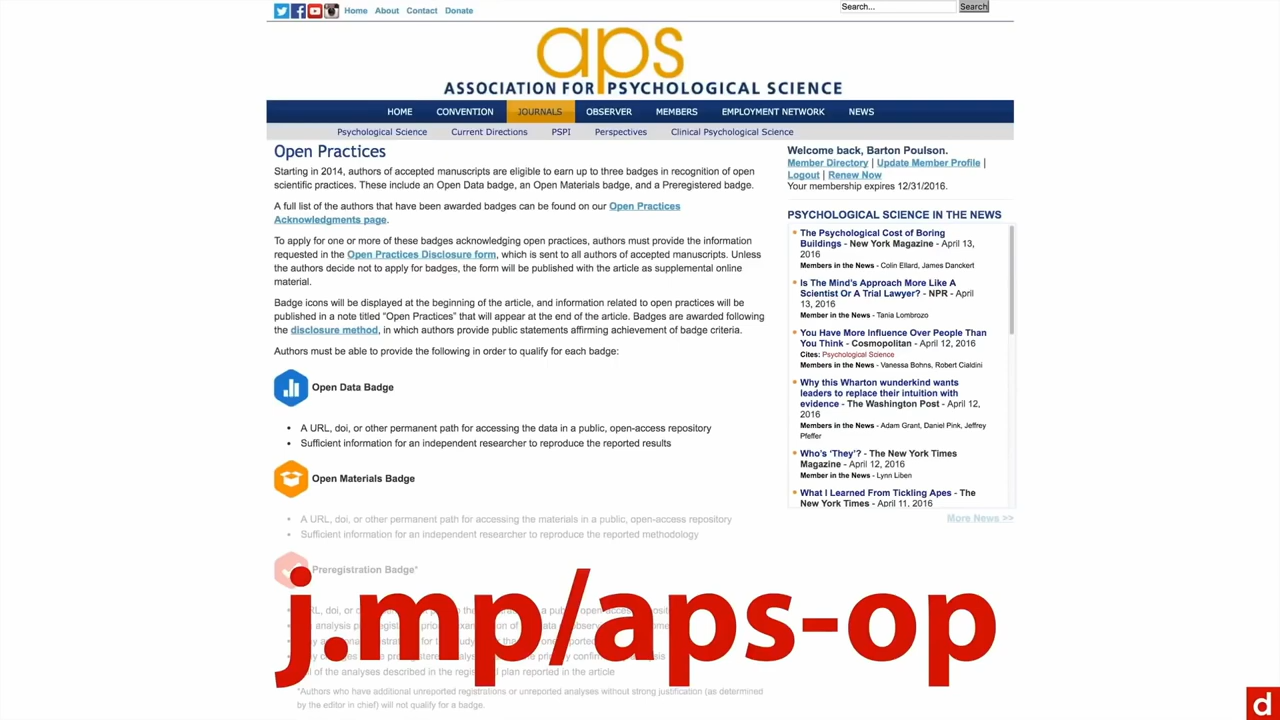 Home About Contact Donate
Search... Search
aps
ASSOCIATION FOR PSYCHOLOGICAL SCIENCE
HOME CONVENTION JOURNALS OBSERVER MEMBERS EMPLOYMENT NETWORK NEWS
Psychological Science Current Directions PSPI Perspectives Clinical Psychological Science
Open Practices
Starting in 2014, authors of accepted manuscripts are eligible to earn up to three badges in recognition of open
scientific practices. These include an Open Data badge, an Open Materials badge, and a Preregistered badge.
A full list of the authors that have been awarded badges can be found on our Open Practices
Acknowledgments page.
To apply for one or more of these badges acknowledging open practices, authors must provide the information
requested in the Open Practices Disclosure form, which is sent to all authors of accepted manuscripts. Unless
the authors decide not to apply for badges, the form will be published with the article as supplemental online
material.
Badge icons will be displayed at the beginning of the article, and information related to open practices will be
published in a note titled "Open Practices" that will appear at the end of the article. Badges are awarded following
the disclosure method, in which authors provide public statements affirming achievement of badge criteria.
Authors must be able to provide the following in order to qualify for each badge:
Open Data Badge
• A URL, doi, or other permanent path for accessing the data in a public, open-access repository
• Sufficient information for an independent researcher to reproduce the reported results
Open Materials Badge
• A URL, doi, or other permanent path for accessing the materials in a public, open-access repository
• Sufficient information for an independent researcher to reproduce the reported methodology
Preregistration Badge*
j.mp/aps-op
of the analyses described in the plan reported in the article
*Authors who have additional unreported registrations or unreported analyses without strong justification (as determined
by the editor in chief) will not qualify for a badge.
Welcome back, Barton Poulson.
Member Directory | Update Member Profile |
Logout | Renew Now
Your membership expires 12/31/2016.
PSYCHOLOGICAL SCIENCE IN THE NEWS
• The Psychological Cost of Boring
Buildings - New York Magazine - April 13,
2016
Members in the News - Colin Ellard, James Danckert
• Is The Mind's Approach More Like A
Scientist Or A Trial Lawyer? - NPR - April
13, 2016
Member in the News - Tania Lombrozo
• You Have More Influence Over People Than
You Think - Cosmopolitan - April 12, 2016
Cites: Psychological Science
Members in the News - Vanessa Bohns, Robert Cialdini
• Why this Wharton wunderkind wants
leaders to replace their intuition with
evidence - The Washington Post - April 12,
2016
Members in the News - Adam Grant, Daniel Pink, Jeffrey
Pfeffer
• Who's 'They'? - The New York Times
Magazine - April 12, 2016
Member in the News - Lynn Liben
• What I Learned From Tickling Apes - The
New York Times - April 11, 2016
More News >>
d